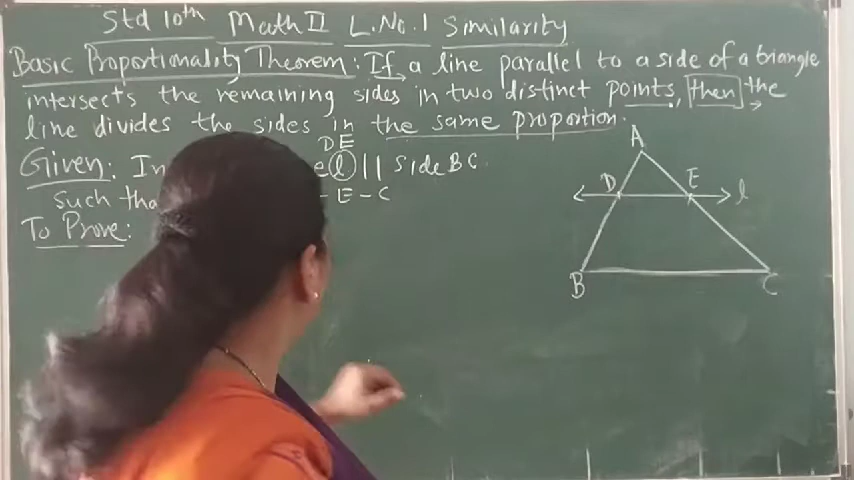 Std 10th Math II L.No.1 Similarity
Basic Proportionality Theorem: If a line parallel to a side of a triangle
intersects the remaining sides in two distinct points, then the
line divides the sides in the same proportion.
DE
Given: In l || side BC.
such tha - E - C
To Prove:
A
D E l
B C